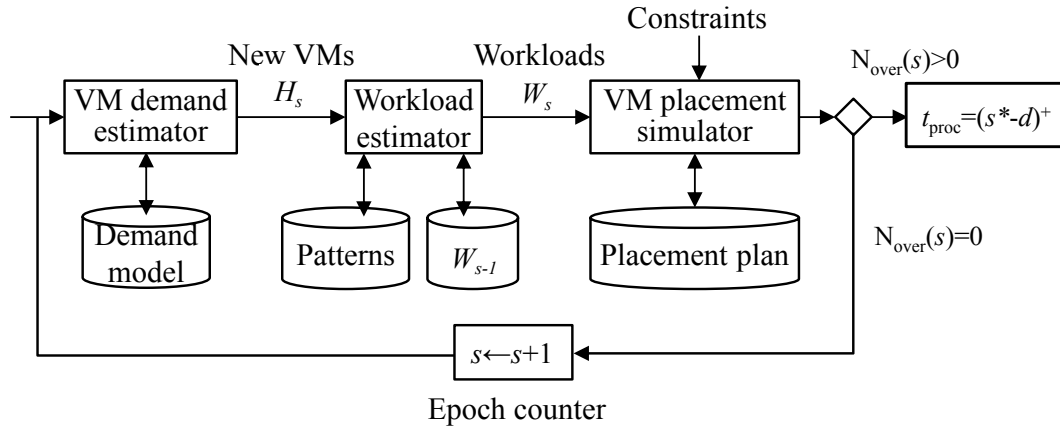 Constraints
New VMs
Workloads
N_over(s)>0
VM demand
estimator
H_s
Workload
estimator
W_s
VM placement
simulator
t_proc=(s*-d)^+
Demand
model
Patterns
W_{s-1}
Placement plan
N_over(s)=0
s←s+1
Epoch counter